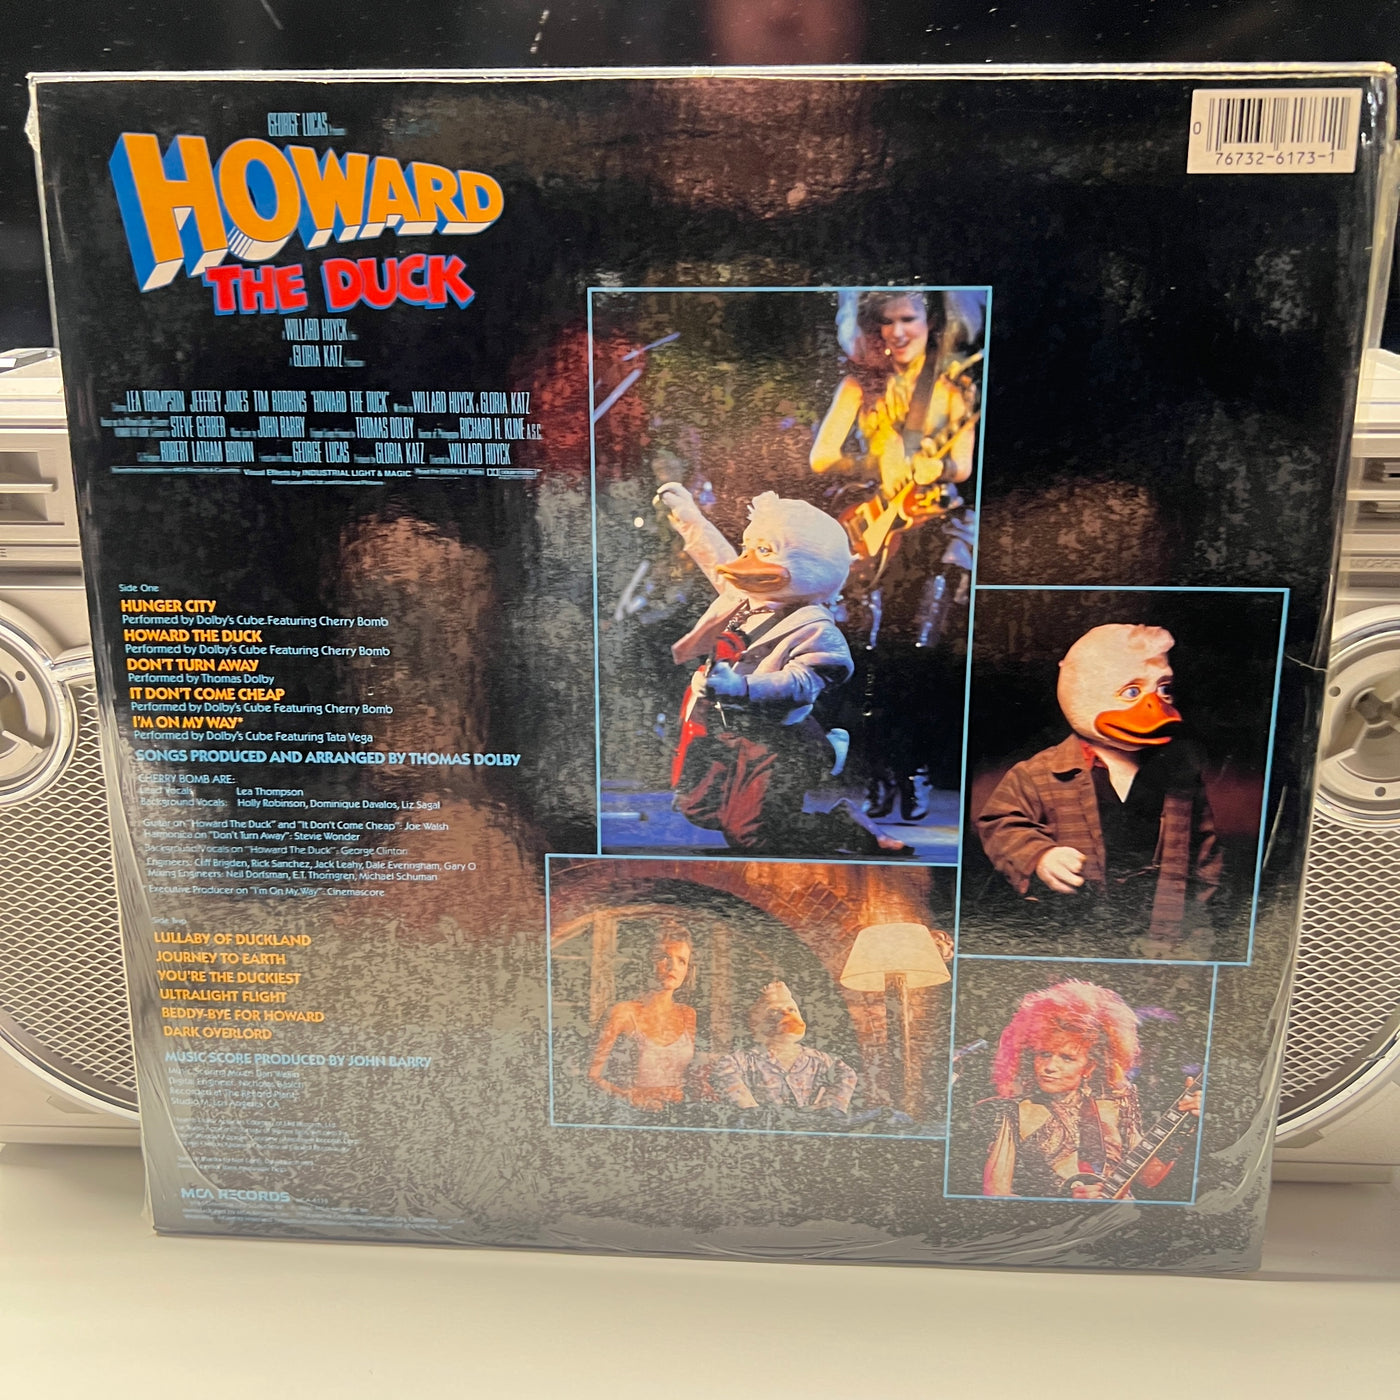 GEORGE LUCAS
HOWARD
THE DUCK
A WILLARD HUYCK
A GLORIA KATZ
LEA THOMPSON JEFFREY JONES TIM ROBBINS "HOWARD THE DUCK" WILLARD HUYCK & GLORIA KATZ
STEVE GERBER JOHN BARRY THOMAS DOLBY RICHARD H. KLINE A.S.C.
ROBERT LATHAM BROWN GEORGE LUCAS GLORIA KATZ WILLARD HUYCK
Visual Effects by INDUSTRIAL LIGHT & MAGIC
0 76732-6173-1
Side One
HUNGER CITY
Performed by Dolby's Cube Featuring Cherry Bomb
HOWARD THE DUCK
Performed by Dolby's Cube Featuring Cherry Bomb
DON'T TURN AWAY
Performed by Thomas Dolby
IT DON'T COME CHEAP
Performed by Dolby's Cube Featuring Cherry Bomb
I'M ON MY WAY*
Performed by Dolby's Cube Featuring Tata Vega
SONGS PRODUCED AND ARRANGED BY THOMAS DOLBY
CHERRY BOMB ARE:
Lead Vocals: Lea Thompson
Background Vocals: Holly Robinson, Dominique Davalos, Liz Sagal
Guitar on "Howard The Duck" and "It Don't Come Cheap": Joe Walsh
Harmonica on "Don't Turn Away": Stevie Wonder
Background Vocals on "Howard The Duck": George Clinton
Engineers: Cliff Brigden, Rick Sanchez, Jack Leahy, Dale Everingham, Gary O
Mixing Engineers: Neil Dorfsman, E.T. Thorngren, Michael Schuman
*Executive Producer on "I'm On My Way": Cinemascore
Side Two
LULLABY OF DUCKLAND
JOURNEY TO EARTH
YOU'RE THE DUCKIEST
ULTRALIGHT FLIGHT
BEDDY-BYE FOR HOWARD
DARK OVERLORD
MUSIC SCORE PRODUCED BY JOHN BARRY
Recorded at The Record Plant
Studio M, Los Angeles, CA
MCA RECORDS